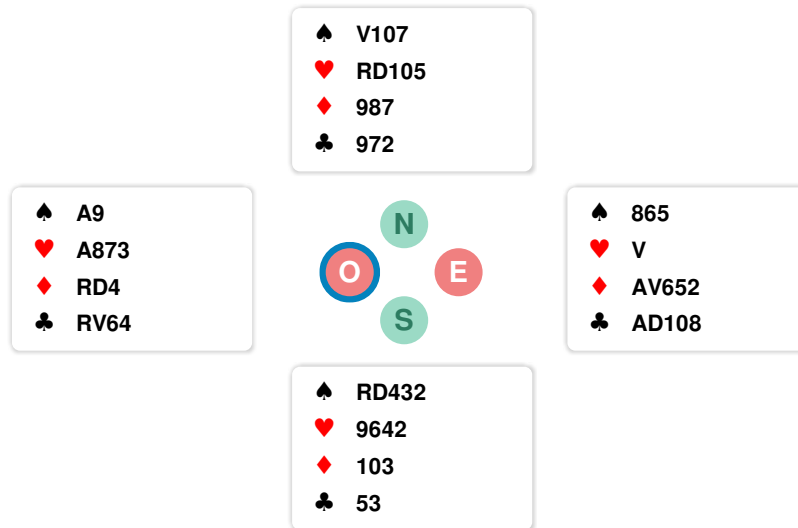 ♠ V107
♥ RD105
♦ 987
♣ 972
♠ A9
♥ A873
♦ RD4
♣ RV64
N
O E
S
♠ 865
♥ V
♦ AV652
♣ AD108
♠ RD432
♥ 9642
♦ 103
♣ 53